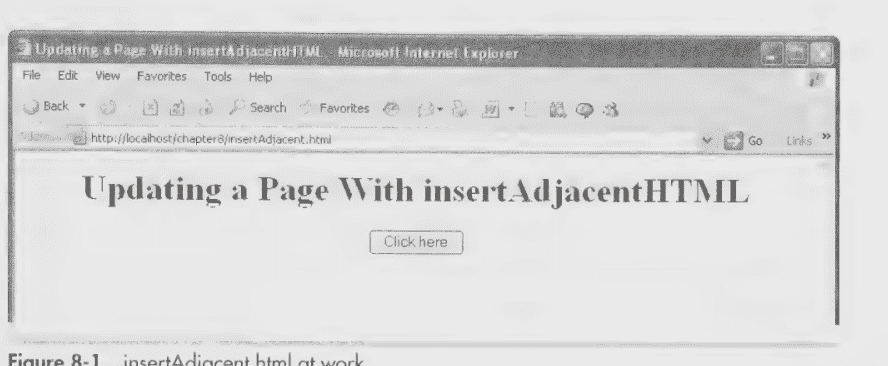 Updating a Page With insertAdjacentHTML - Microsoft Internet Explorer
File Edit View Favorites Tools Help
Back Search Favorites
http://localhost/chapter8/insertAdjacent.html Go Links »
Updating a Page With insertAdjacentHTML
Click here
Figure 8-1 insertAdjacent.html at work